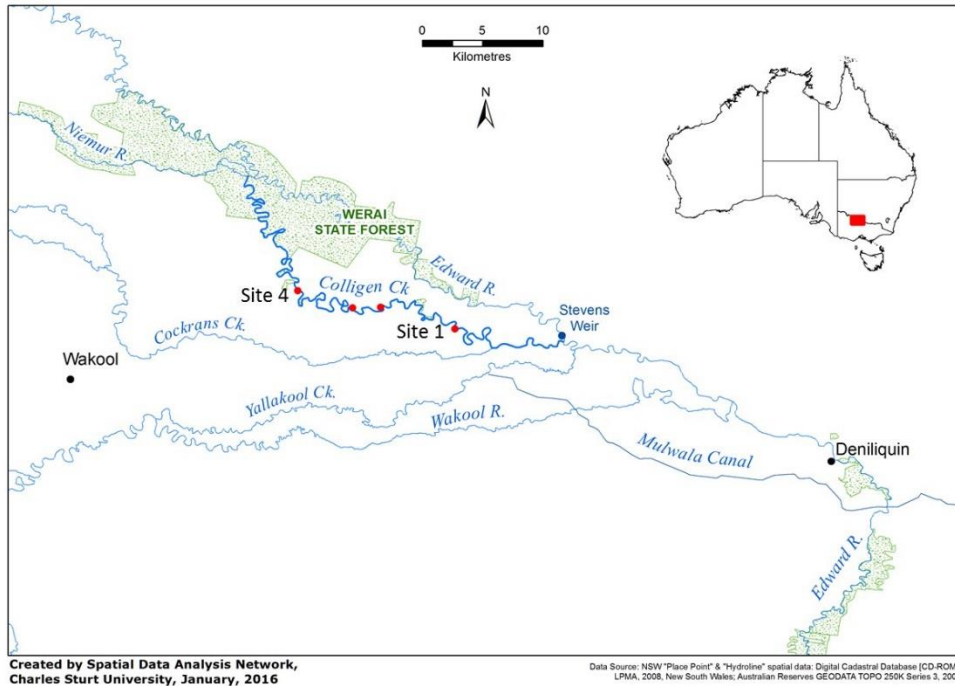 0 5 10
Kilometres
N
Niemur R.
WERAI
STATE FOREST
Edward R.
Site 4
Colligen Ck
Stevens
Weir
Site 1
Cockrans Ck.
Wakool
Yallakool Ck.
Wakool R.
Mulwala Canal
Deniliquin
Edward R.
Created by Spatial Data Analysis Network,
Charles Sturt University, January, 2016
Data Source: NSW "Place Point" & "Hydroline" spatial data: Digital Cadastral Database [CD-ROM
LPMA, 2008, New South Wales; Australian Reserves GEODATA TOPO 250K Series 3, 200